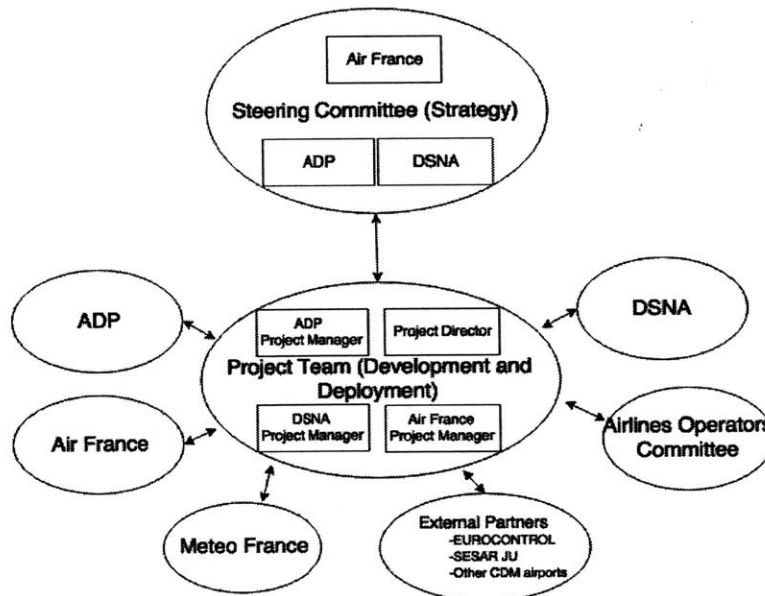 Air France
Steering Committee (Strategy)
ADP
DSNA
ADP
DSNA
ADP
Project Manager
Project Director
Project Team (Development and
Deployment)
DSNA
Project Manager
Air France
Project Manager
Air France
Airlines Operators
Committee
Meteo France
External Partners
-EUROCONTROL
-SESAR JU
-Other CDM airports